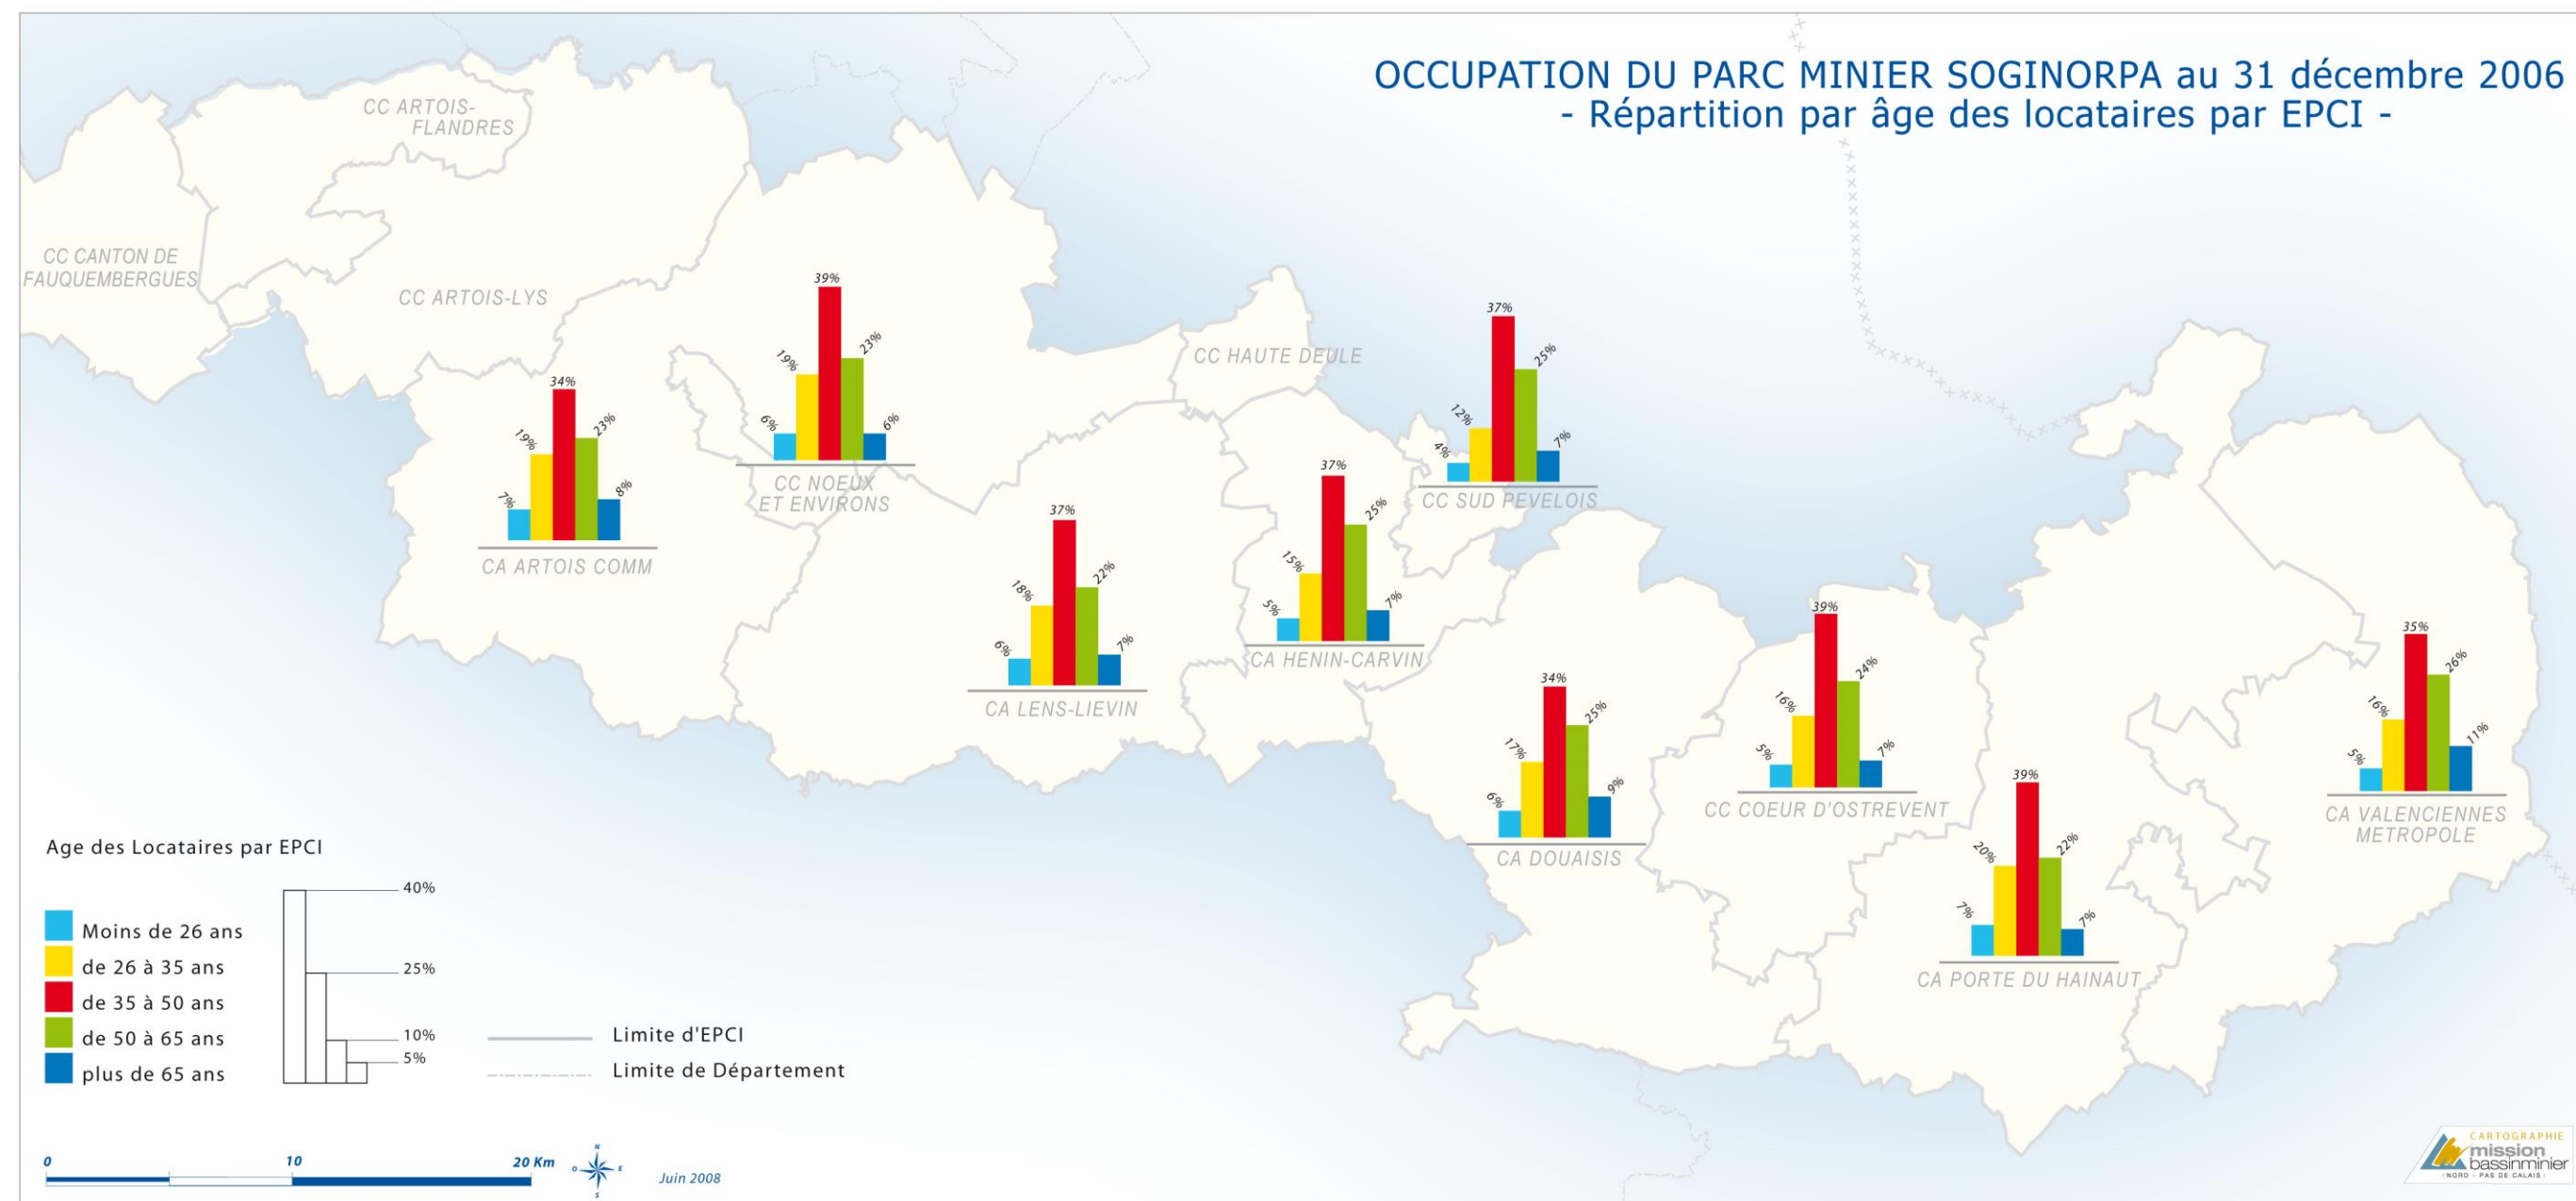 OCCUPATION DU PARC MINIER SOGINORPA au 31 décembre 2006
- Répartition par âge des locataires par EPCI -
CC ARTOIS-
FLANDRES
CC CANTON DE
FAUQUEMBERGUES
CC ARTOIS-LYS
7%
19%
34%
23%
8%
CA ARTOIS COMM
6%
19%
39%
23%
6%
CC NOEUX
ET ENVIRONS
6%
18%
37%
22%
7%
CA LENS-LIEVIN
CC HAUTE DEULE
5%
15%
37%
25%
7%
CA HENIN-CARVIN
4%
12%
37%
25%
7%
CC SUD PEVELOIS
6%
17%
34%
25%
9%
CA DOUAISIS
5%
16%
39%
24%
7%
CC COEUR D'OSTREVENT
7%
20%
39%
22%
7%
CA PORTE DU HAINAUT
5%
16%
35%
26%
11%
CA VALENCIENNES
METROPOLE
Age des Locataires par EPCI
Moins de 26 ans
de 26 à 35 ans
de 35 à 50 ans
de 50 à 65 ans
plus de 65 ans
40%
25%
10%
5%
Limite d'EPCI
Limite de Département
0 10 20 Km
N
O E
S
Juin 2008
CARTOGRAPHIE
mission
bassinminier
NORD - PAS DE CALAIS